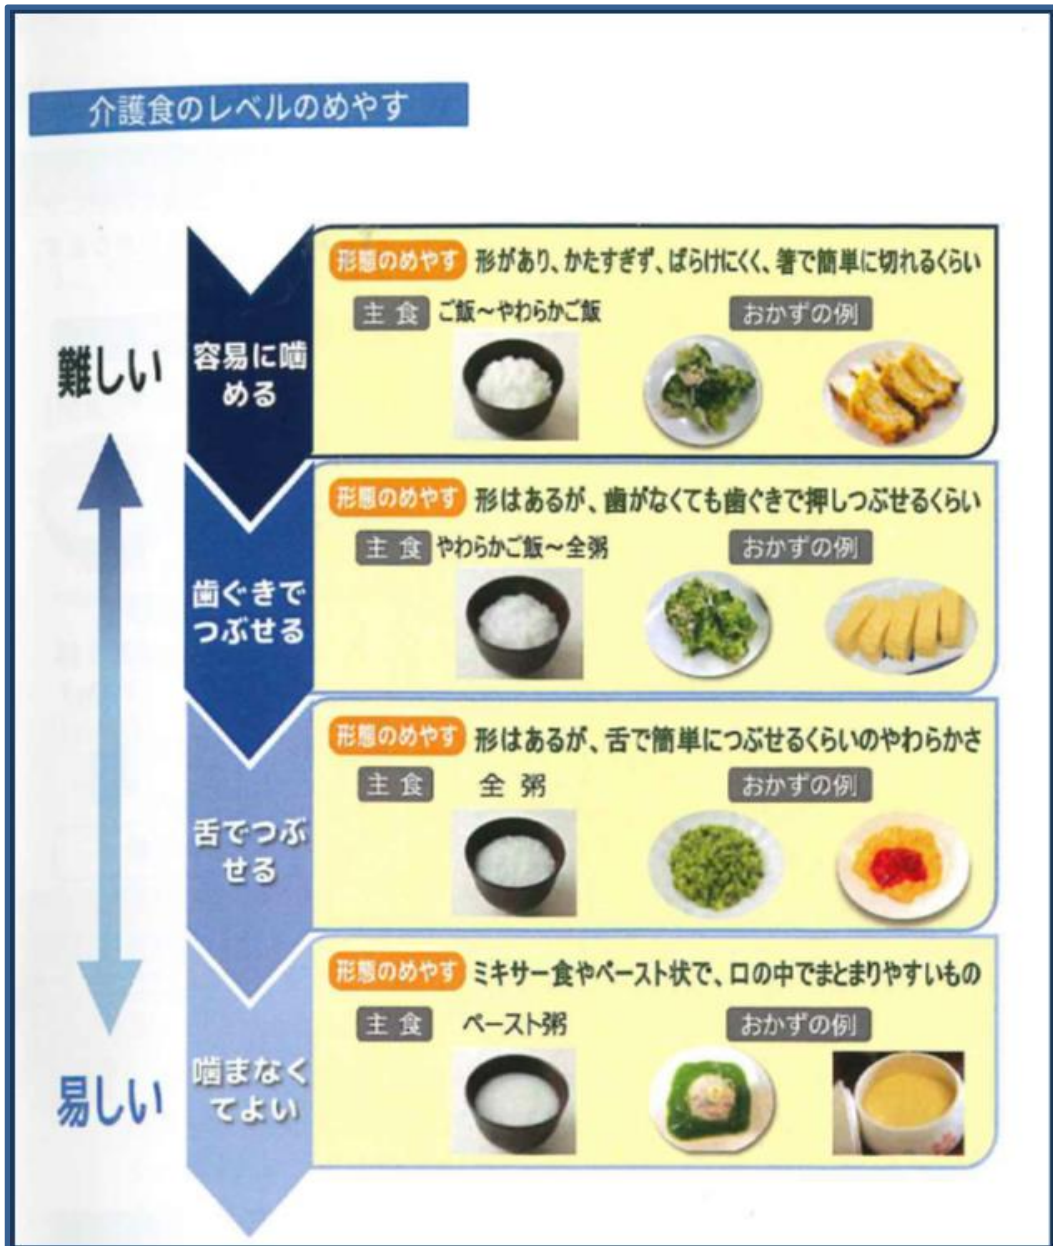 介護食のレベルのめやす
難しい
易しい
容易に噛
める
形態のめやす 形があり、かたすぎず、ばらけにくく、箸で簡単に切れるくらい
主食 ご飯～やわらかご飯 おかずの例
歯ぐきで
つぶせる
形態のめやす 形はあるが、歯がなくても歯ぐきで押しつぶせるくらい
主食 やわらかご飯～全粥 おかずの例
舌でつぶ
せる
形態のめやす 形はあるが、舌で簡単につぶせるくらいのやわらかさ
主食 全粥 おかずの例
噛まなく
てよい
形態のめやす ミキサー食やペースト状で、口の中でまとまりやすいもの
主食 ペースト粥 おかずの例